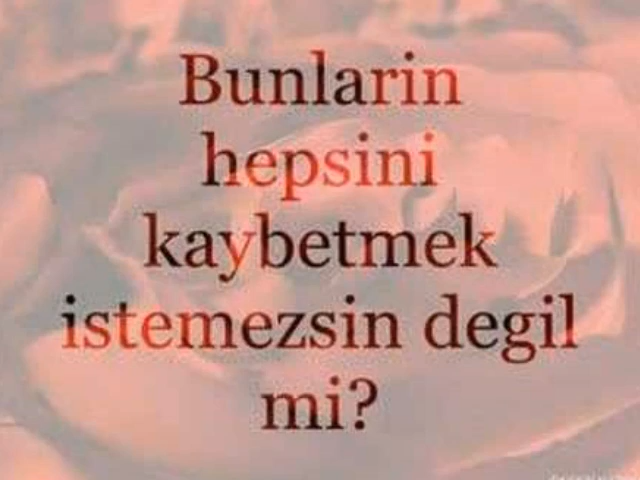 Bunlarin
hepsini
kaybetmek
istemezsin degil
mi?